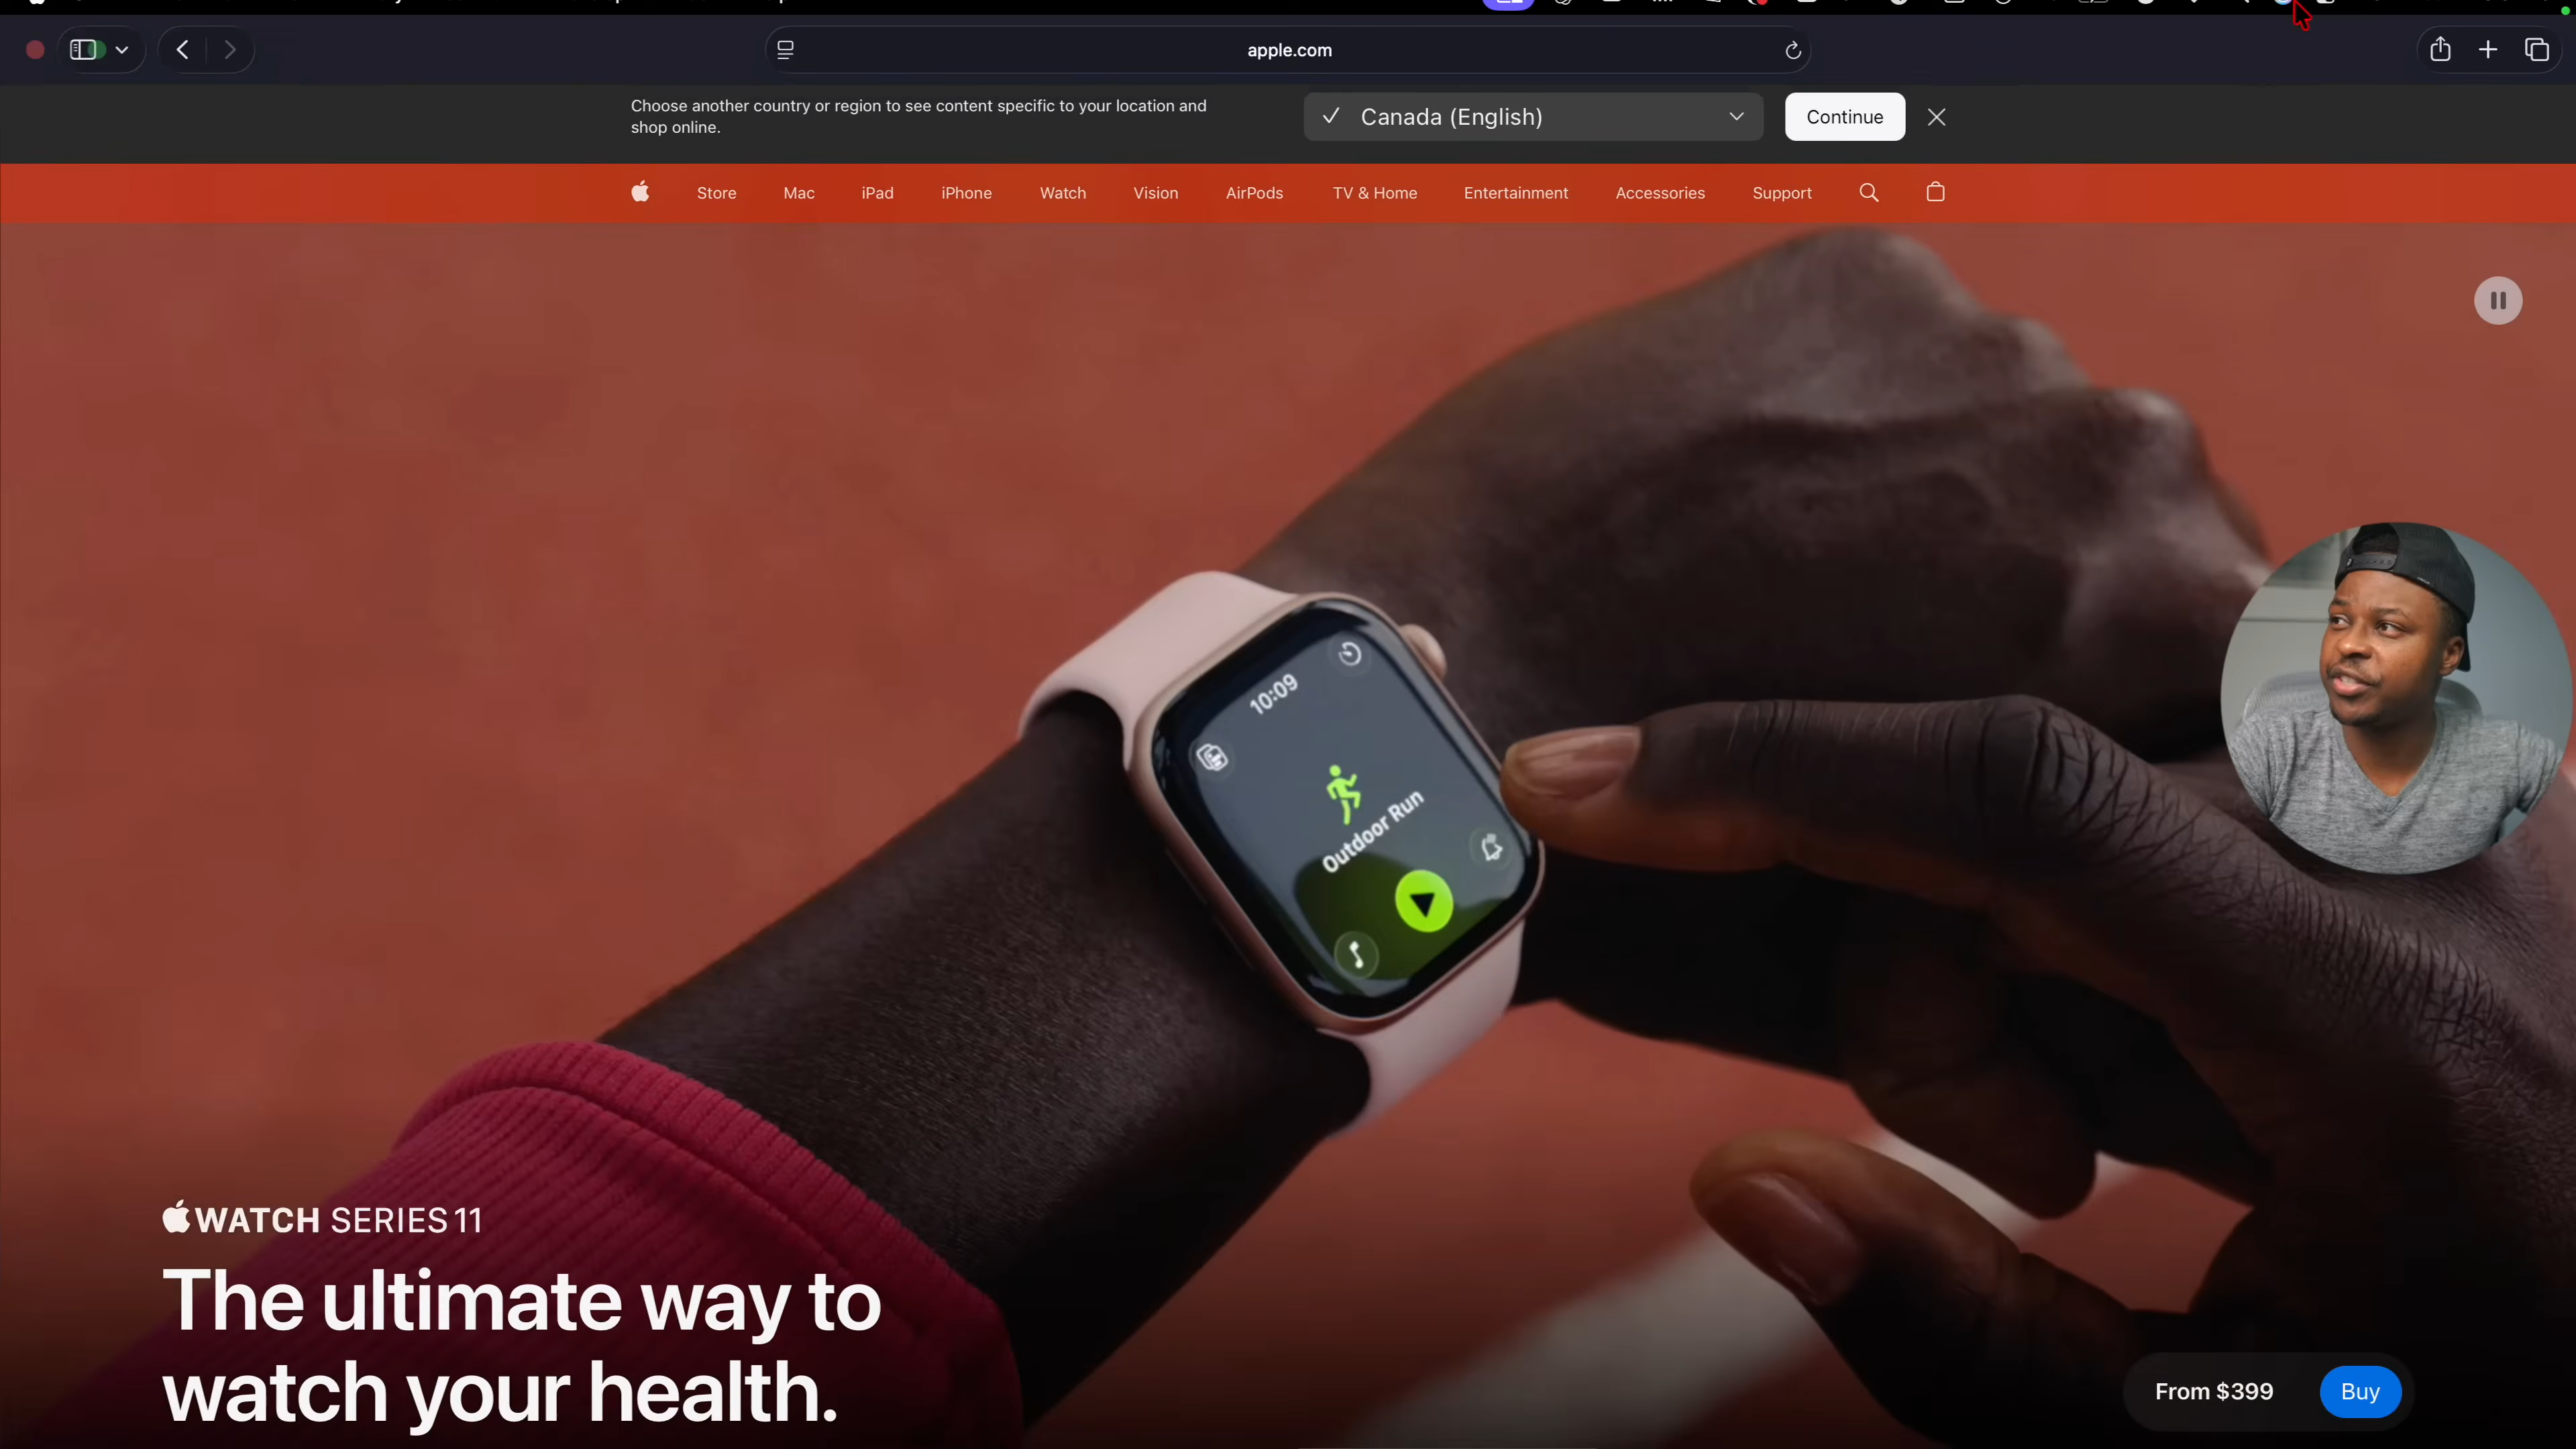 apple.com
Choose another country or region to see content specific to your location and
shop online.
Canada (English)
Continue
Store Mac iPad iPhone Watch Vision AirPods TV & Home Entertainment Accessories Support
10:09
Outdoor Run
WATCH SERIES 11
The ultimate way to
watch your health.
From $399 Buy